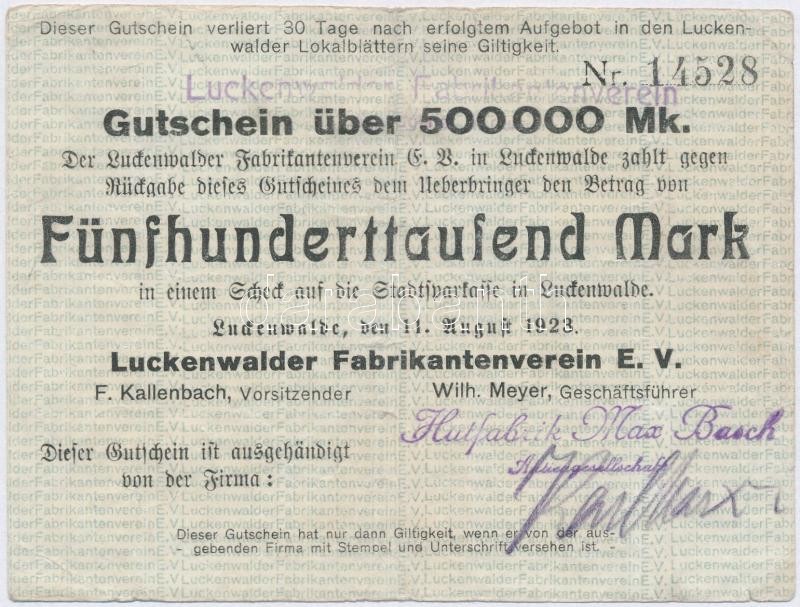 Dieser Gutschein verliert 30 Tage nach erfolgtem Aufgebot in den Lucken-
walder Lokalblättern seine Giltigkeit.
Nr. 14528
Luckenwalder Fabrikantenverein
Gutschein über 500000 Mk.
Der Luckenwalder Fabrikantenverein E. V. in Luckenwalde zahlt gegen
Rückgabe dieses Gutscheines dem Ueberbringer den Betrag von
Fünfhunderttausend Mark
in einem Scheck auf die Stadtsparkasse in Luckenwalde.
Luckenwalde, den 11. August 1923.
Luckenwalder Fabrikantenverein E. V.
F. Kallenbach, Vorsitzender Wilh. Meyer, Geschäftsführer
Hutfabrik Max Basch
Aktiengesellschaft
Dieser Gutschein ist ausgehändigt
von der Firma:
Dieser Gutschein hat nur dann Giltigkeit, wenn er von der aus-
- gebenden Firma mit Stempel und Unterschrift versehen ist. -